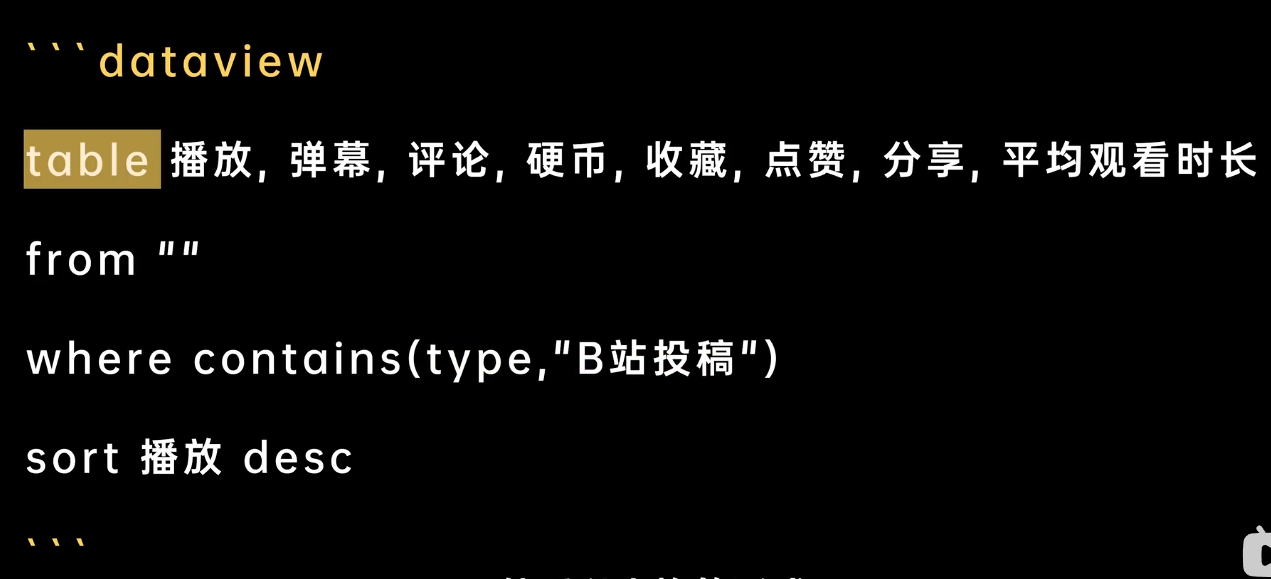 ```dataview
table 播放, 弹幕, 评论, 硬币, 收藏, 点赞, 分享, 平均观看时长
from ""
where contains(type,"B站投稿")
sort 播放 desc
```